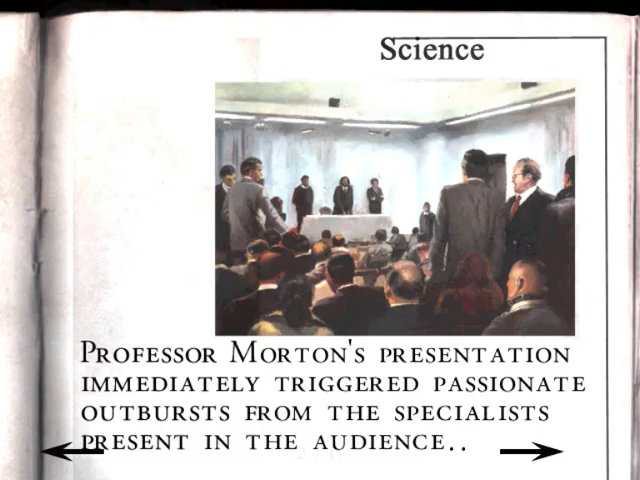 Science
Professor Morton's presentation
immediately triggered passionate
outbursts from the specialists
present in the audience..